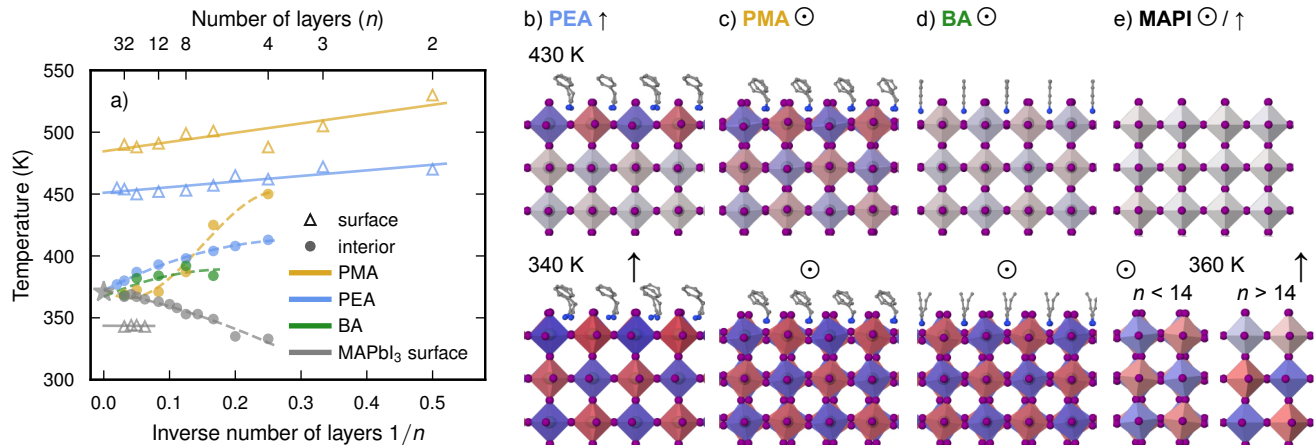 Number of layers (n)
32 12 8 4 3 2
550
500
450
400
350
300
Temperature (K)
a)
surface
interior
PMA
PEA
BA
MAPbI₃ surface
0.0 0.1 0.2 0.3 0.4 0.5
Inverse number of layers 1/n
b) PEA ↑ c) PMA ⊙ d) BA ⊙ e) MAPI ⊙ / ↑
430 K
340 K ↑ ⊙ ⊙ ⊙ 360 K ↑
n < 14 n > 14